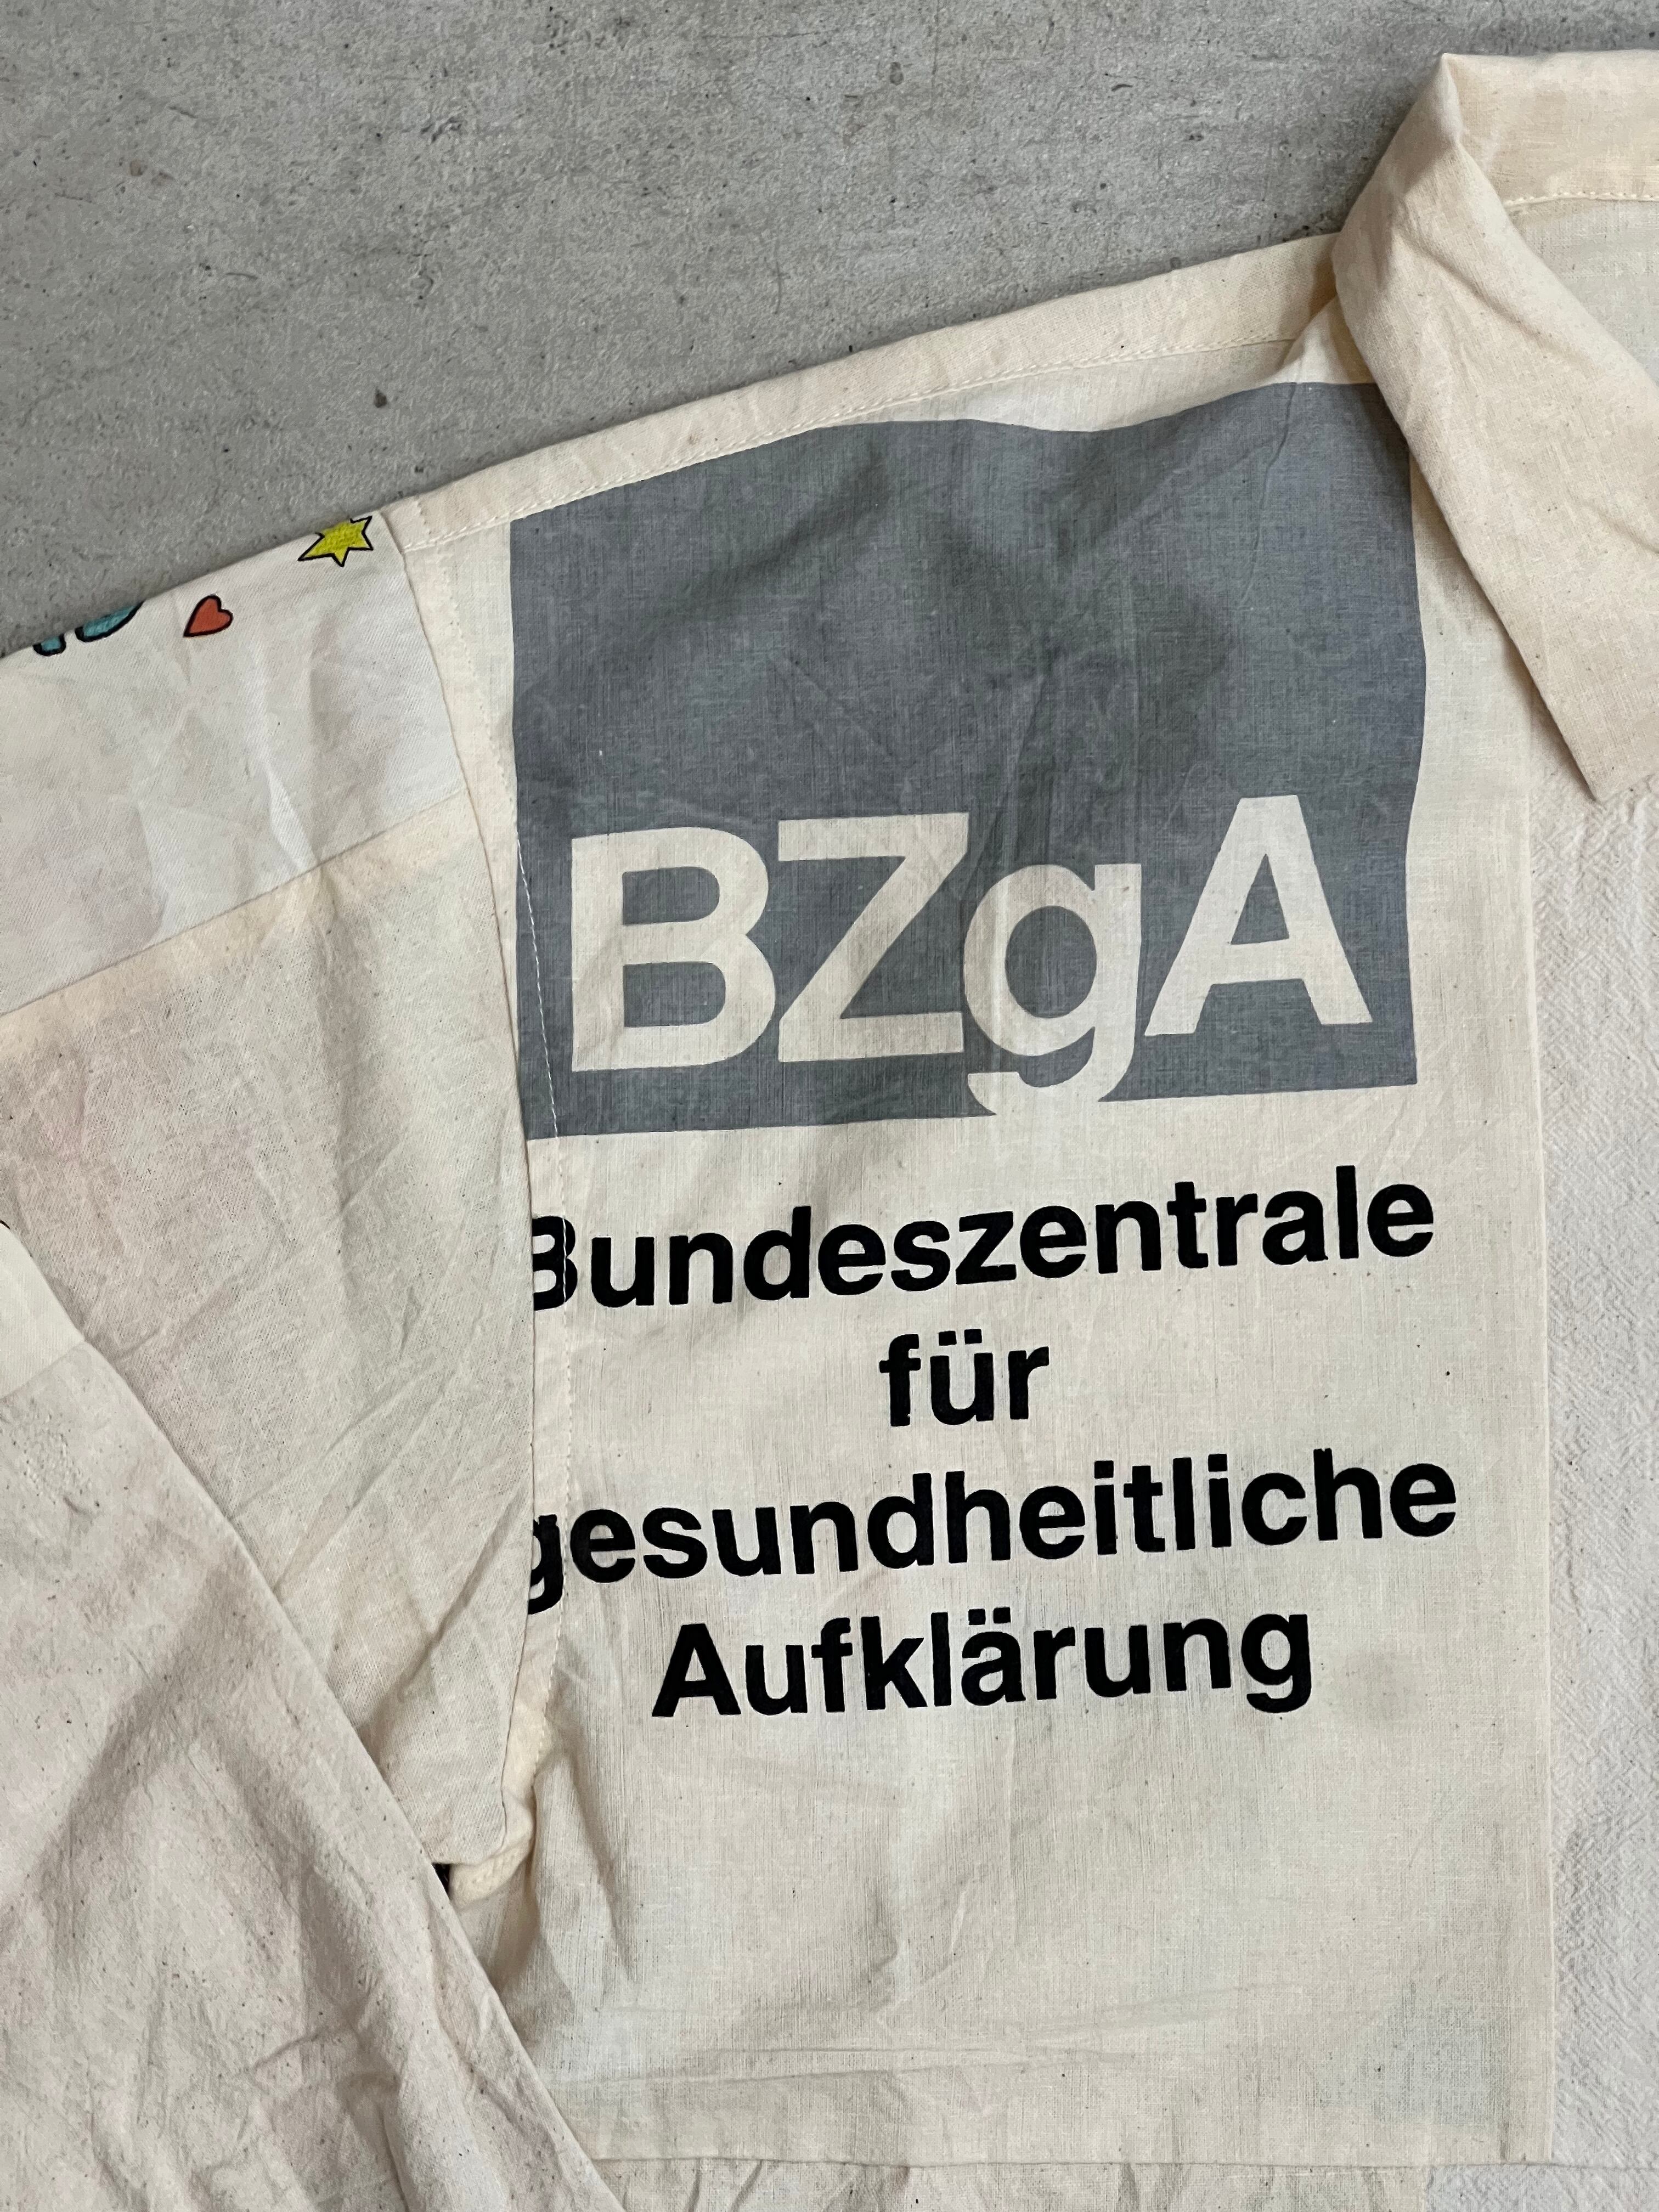 BZgA
Bundeszentrale
für
gesundheitliche
Aufklärung